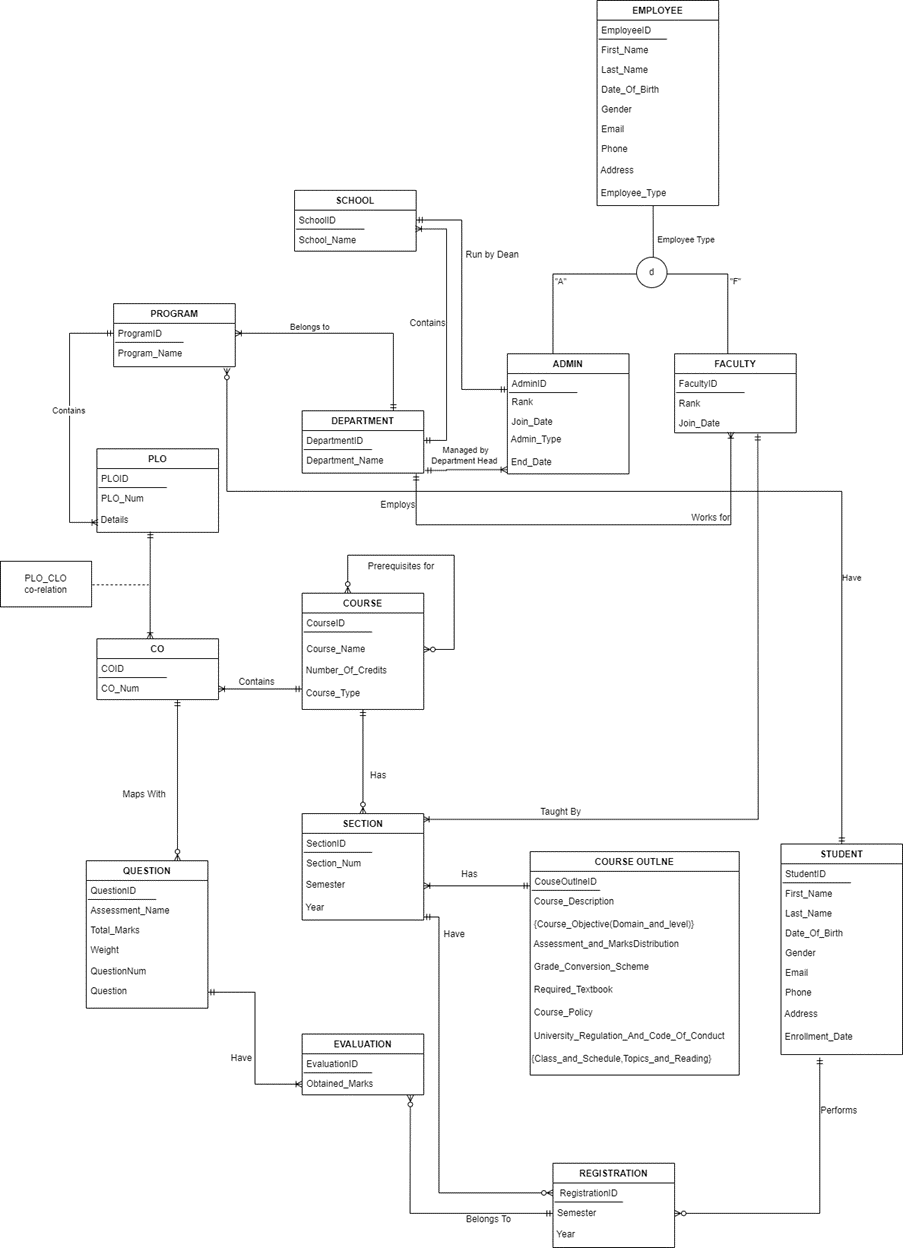 EMPLOYEE
EmployeeID
First_Name
Last_Name
Date_Of_Birth
Gender
Email
Phone
Address
Employee_Type
Employee Type
d
"A"
"F"
SCHOOL
SchoolID
School_Name
Run by Dean
Contains
PROGRAM
ProgramID
Program_Name
Belongs to
Contains
ADMIN
AdminID
Rank
Join_Date
Admin_Type
End_Date
FACULTY
FacultyID
Rank
Join_Date
DEPARTMENT
DepartmentID
Department_Name
Managed by
Department Head
Employs
Works for
PLO
PLOID
PLO_Num
Details
PLO_CLO
co-relation
Prerequisites for
Have
COURSE
CourseID
Course_Name
Number_Of_Credits
Course_Type
CO
COID
CO_Num
Contains
Has
Maps With
Taught By
SECTION
SectionID
Section_Num
Semester
Year
Has
Have
COURSE OUTLNE
CouseOutlneID
Course_Description
{Course_Objective(Domain_and_level)}
Assessment_and_MarksDistribution
Grade_Conversion_Scheme
Required_Textbook
Course_Policy
University_Regulation_And_Code_Of_Conduct
{Class_and_Schedule,Topics_and_Reading}
STUDENT
StudentID
First_Name
Last_Name
Date_Of_Birth
Gender
Email
Phone
Address
Enrollment_Date
QUESTION
QuestionID
Assessment_Name
Total_Marks
Weight
QuestionNum
Question
Have
EVALUATION
EvaluationID
Obtained_Marks
Performs
Belongs To
REGISTRATION
RegistrationID
Semester
Year